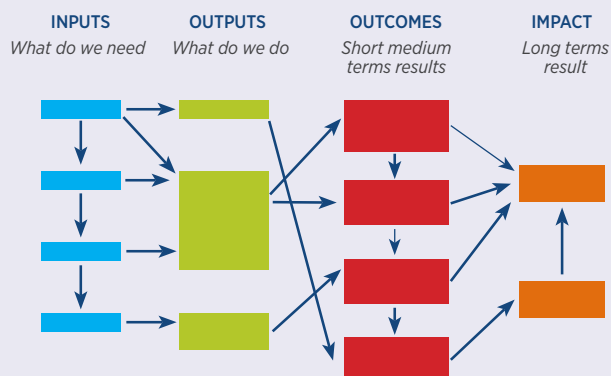 INPUTS
What do we need
OUTPUTS
What do we do
OUTCOMES
Short medium
terms results
IMPACT
Long terms
result